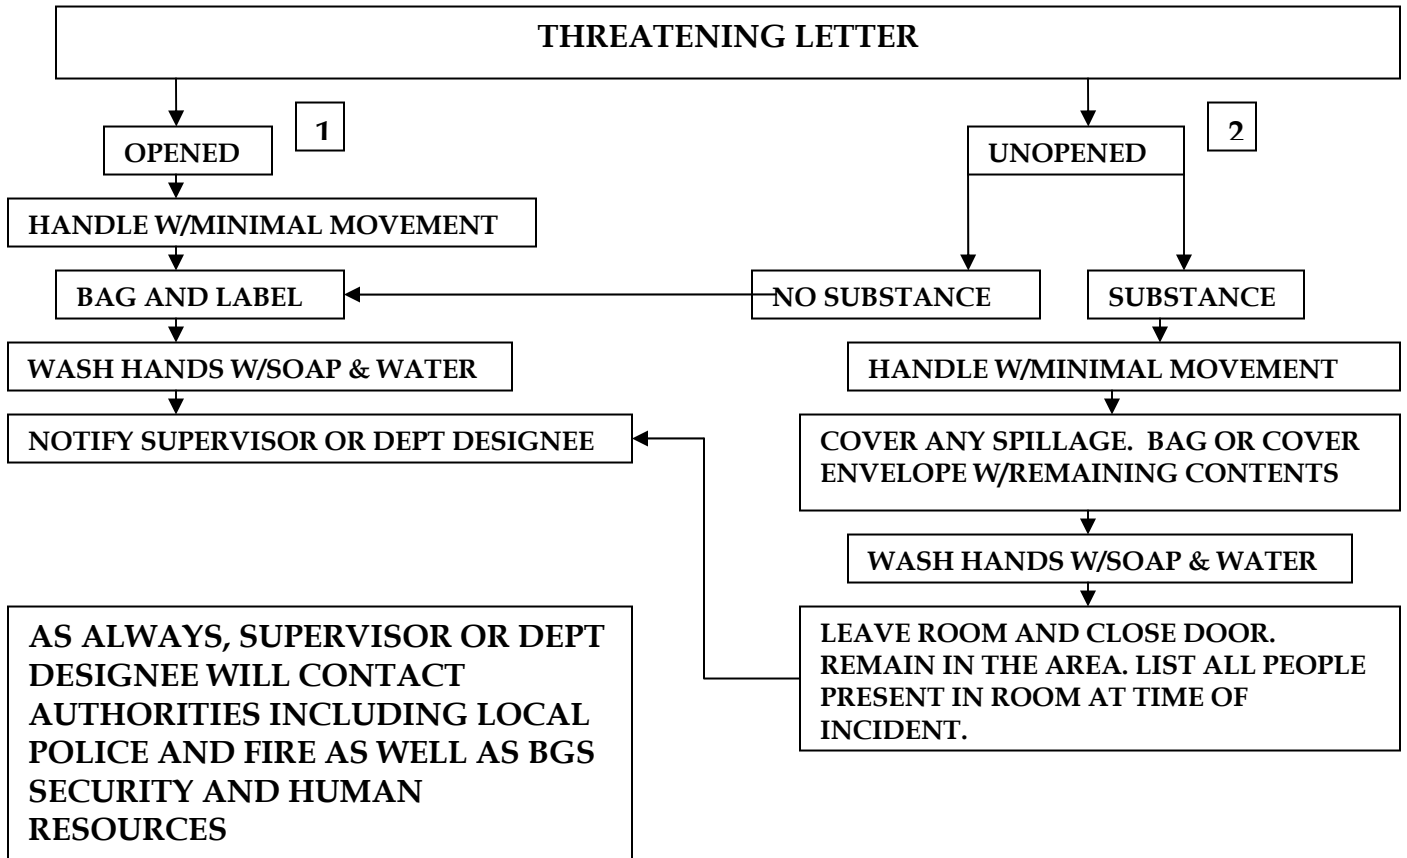 THREATENING LETTER
1
2
OPENED
UNOPENED
HANDLE W/MINIMAL MOVEMENT
BAG AND LABEL
NO SUBSTANCE
SUBSTANCE
WASH HANDS W/SOAP & WATER
HANDLE W/MINIMAL MOVEMENT
NOTIFY SUPERVISOR OR DEPT DESIGNEE
COVER ANY SPILLAGE. BAG OR COVER
ENVELOPE W/REMAINING CONTENTS
WASH HANDS W/SOAP & WATER
LEAVE ROOM AND CLOSE DOOR.
REMAIN IN THE AREA. LIST ALL PEOPLE
PRESENT IN ROOM AT TIME OF
INCIDENT.
AS ALWAYS, SUPERVISOR OR DEPT
DESIGNEE WILL CONTACT
AUTHORITIES INCLUDING LOCAL
POLICE AND FIRE AS WELL AS BGS
SECURITY AND HUMAN
RESOURCES